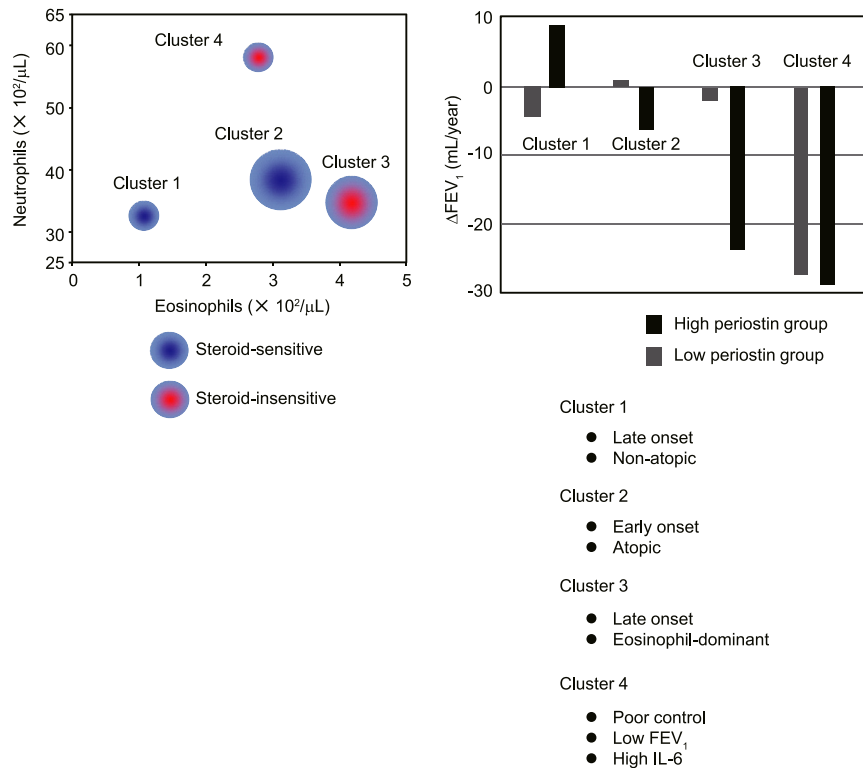 65
60
50
40
30
25
0
1
2
3
4
5
Neutrophils (× 10²/μL)
Eosinophils (× 10²/μL)
Cluster 4
Cluster 2
Cluster 3
Cluster 1
Steroid-sensitive
Steroid-insensitive
10
0
-10
-20
-30
ΔFEV₁ (mL/year)
Cluster 3
Cluster 4
Cluster 1
Cluster 2
High periostin group
Low periostin group
Cluster 1
● Late onset
● Non-atopic
Cluster 2
● Early onset
● Atopic
Cluster 3
● Late onset
● Eosinophil-dominant
Cluster 4
● Poor control
● Low FEV₁
● High IL-6